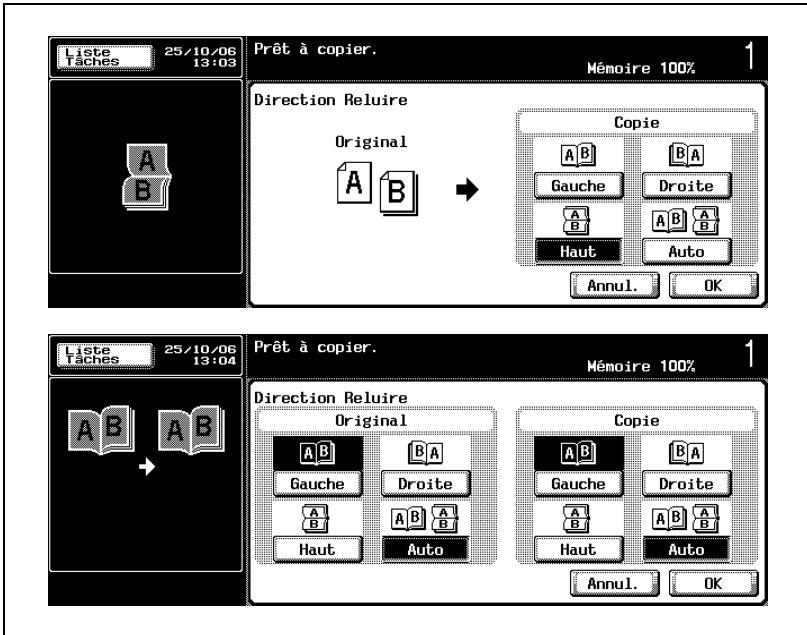 Liste Tâches
25/10/06
13:03
Prêt à copier.
Mémoire 100%
1
A
B
Direction Reluire
Original
A
B
Copie
A B
B A
Gauche
Droite
A
B
A B
A
B
Haut
Auto
Annul.
OK
Liste Tâches
25/10/06
13:04
Prêt à copier.
Mémoire 100%
1
A B
A B
Direction Reluire
Original
A B
B A
Gauche
Droite
A
B
A B
A
B
Haut
Auto
Copie
A B
B A
Gauche
Droite
A
B
A B
A
B
Haut
Auto
Annul.
OK